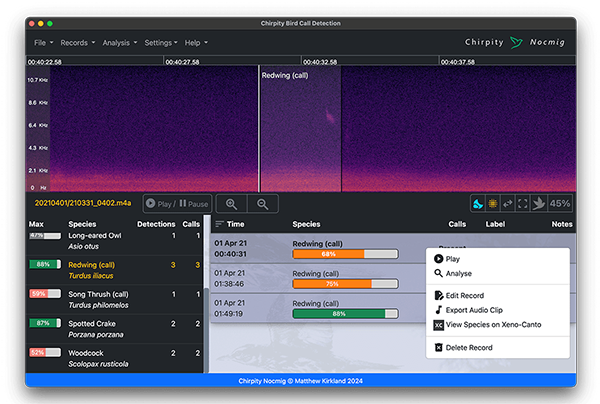 Chirpity Bird Call Detection
File Records Analysis Settings Help Chirpity Nocmig
00:40:22.58 00:40:27.58 00:40:32.58 00:40:37.58
10.7 KHz
8.6 KHz
6.4 KHz
4.3 KHz
2.1 KHz
0 Hz
Redwing (call)
20210401/210331_0402.m4a Play / Pause 45%
Max Species Detections Calls
Long-eared Owl 1 1
Asio otus
88% Redwing (call) 3 3
Turdus iliacus
59% Song Thrush (call) 1 1
Turdus philomelos
87% Spotted Crake 2 2
Porzana porzana
52% Woodcock 2 2
Scolopax rusticola
Time Species Calls Label Notes
01 Apr 21 Redwing (call)
00:40:31 68%
01 Apr 21 Redwing (call)
01:38:46 75%
01 Apr 21 Redwing (call)
01:49:19 88%
Play
Analyse
Edit Record
Export Audio Clip
XC View Species on Xeno-Canto
Delete Record
Chirpity Nocmig © Matthew Kirkland 2024